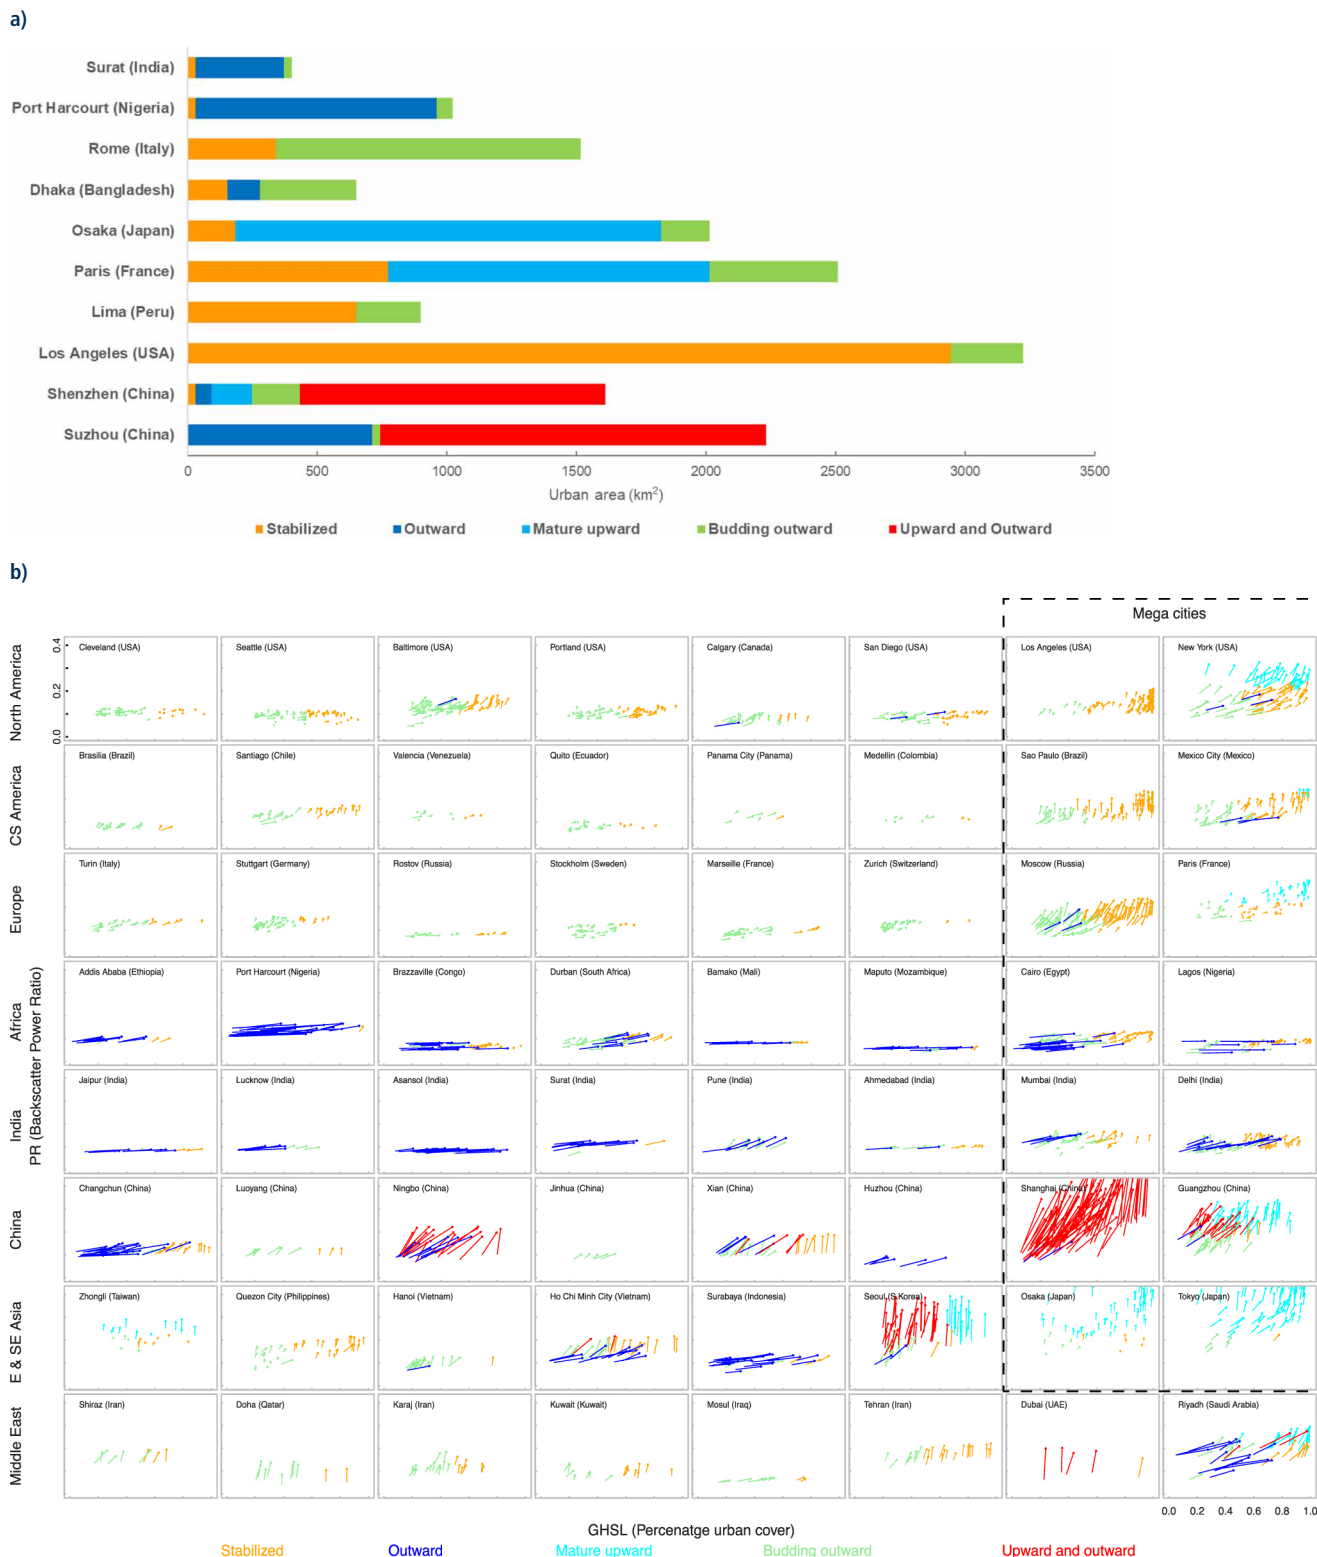 a)
Surat (India)
Port Harcourt (Nigeria)
Rome (Italy)
Dhaka (Bangladesh)
Osaka (Japan)
Paris (France)
Lima (Peru)
Los Angeles (USA)
Shenzhen (China)
Suzhou (China)
0 500 1000 1500 2000 2500 3000 3500
Urban area (km²)
Stabilized Outward Mature upward Budding outward Upward and Outward
b)
Mega cities
North America
0.4
0.2
0.0
Cleveland (USA) Seattle (USA) Baltimore (USA) Portland (USA) Calgary (Canada) San Diego (USA) Los Angeles (USA) New York (USA)
CS America
Brasilia (Brazil) Santiago (Chile) Valencia (Venezuela) Quito (Ecuador) Panama City (Panama) Medellin (Colombia) Sao Paulo (Brazil) Mexico City (Mexico)
Europe
Turin (Italy) Stuttgart (Germany) Rostov (Russia) Stockholm (Sweden) Marseille (France) Zurich (Switzerland) Moscow (Russia) Paris (France)
PR (Backscatter Power Ratio)
Africa
Addis Ababa (Ethiopia) Port Harcourt (Nigeria) Brazzaville (Congo) Durban (South Africa) Bamako (Mali) Maputo (Mozambique) Cairo (Egypt) Lagos (Nigeria)
India
Jaipur (India) Lucknow (India) Asansol (India) Surat (India) Pune (India) Ahmedabad (India) Mumbai (India) Delhi (India)
China
Changchun (China) Luoyang (China) Ningbo (China) Jinhua (China) Xian (China) Huzhou (China) Shanghai (China) Guangzhou (China)
E & SE Asia
Zhongli (Taiwan) Quezon City (Philippines) Hanoi (Vietnam) Ho Chi Minh City (Vietnam) Surabaya (Indonesia) Seoul (S Korea) Osaka (Japan) Tokyo (Japan)
Middle East
Shiraz (Iran) Doha (Qatar) Karaj (Iran) Kuwait (Kuwait) Mosul (Iraq) Tehran (Iran) Dubai (UAE) Riyadh (Saudi Arabia)
0.0 0.2 0.4 0.6 0.8 1.0
GHSL (Percenatge urban cover)
Stabilized Outward Mature upward Budding outward Upward and outward